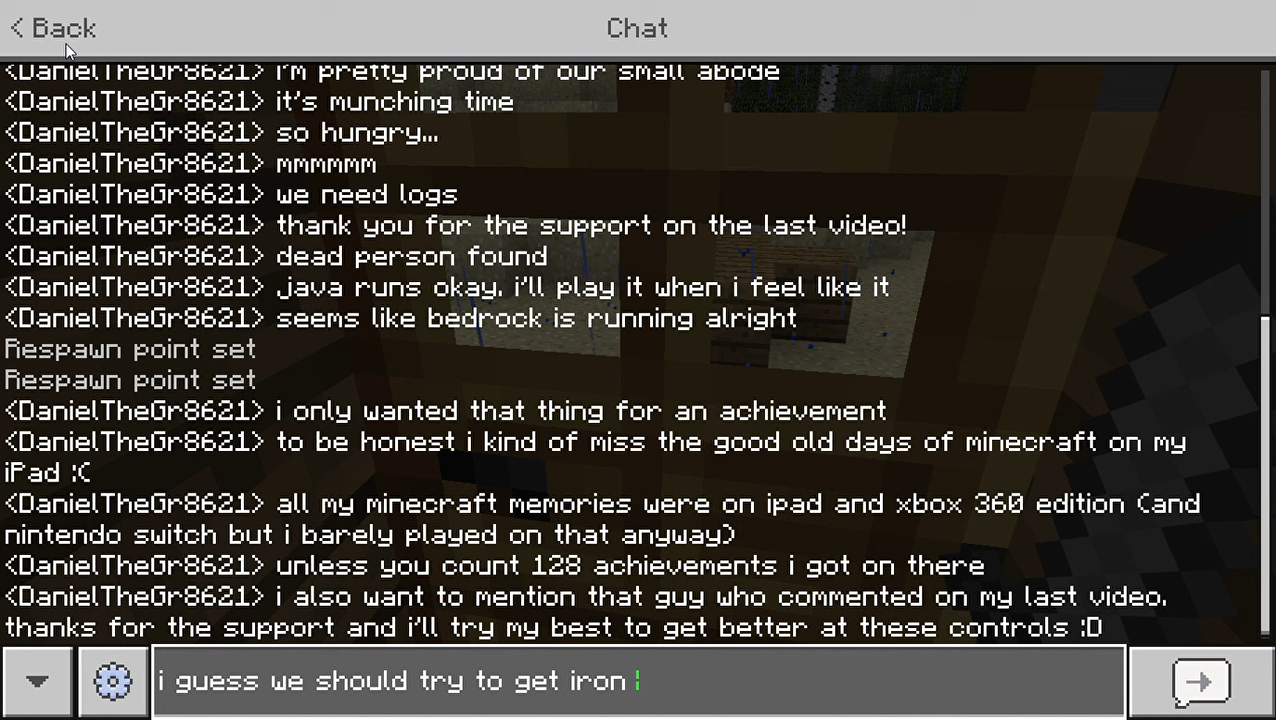 < Back
Chat
<DanielTheGr8621> i'm pretty proud of our small abode
<DanielTheGr8621> it's munching time
<DanielTheGr8621> so hungry...
<DanielTheGr8621> mmmmmm
<DanielTheGr8621> we need logs
<DanielTheGr8621> thank you for the support on the last video!
<DanielTheGr8621> dead person found
<DanielTheGr8621> java runs okay. i'll play it when i feel like it
<DanielTheGr8621> seems like bedrock is running alright
Respawn point set
Respawn point set
<DanielTheGr8621> i only wanted that thing for an achievement
<DanielTheGr8621> to be honest i kind of miss the good old days of minecraft on my
iPad :C
<DanielTheGr8621> all my minecraft memories were on ipad and xbox 360 edition (and
nintendo switch but i barely played on that anyway)
<DanielTheGr8621> unless you count 128 achievements i got on there
<DanielTheGr8621> i also want to mention that guy who commented on my last video.
thanks for the support and i'll try my best to get better at these controls :D
i guess we should try to get iron